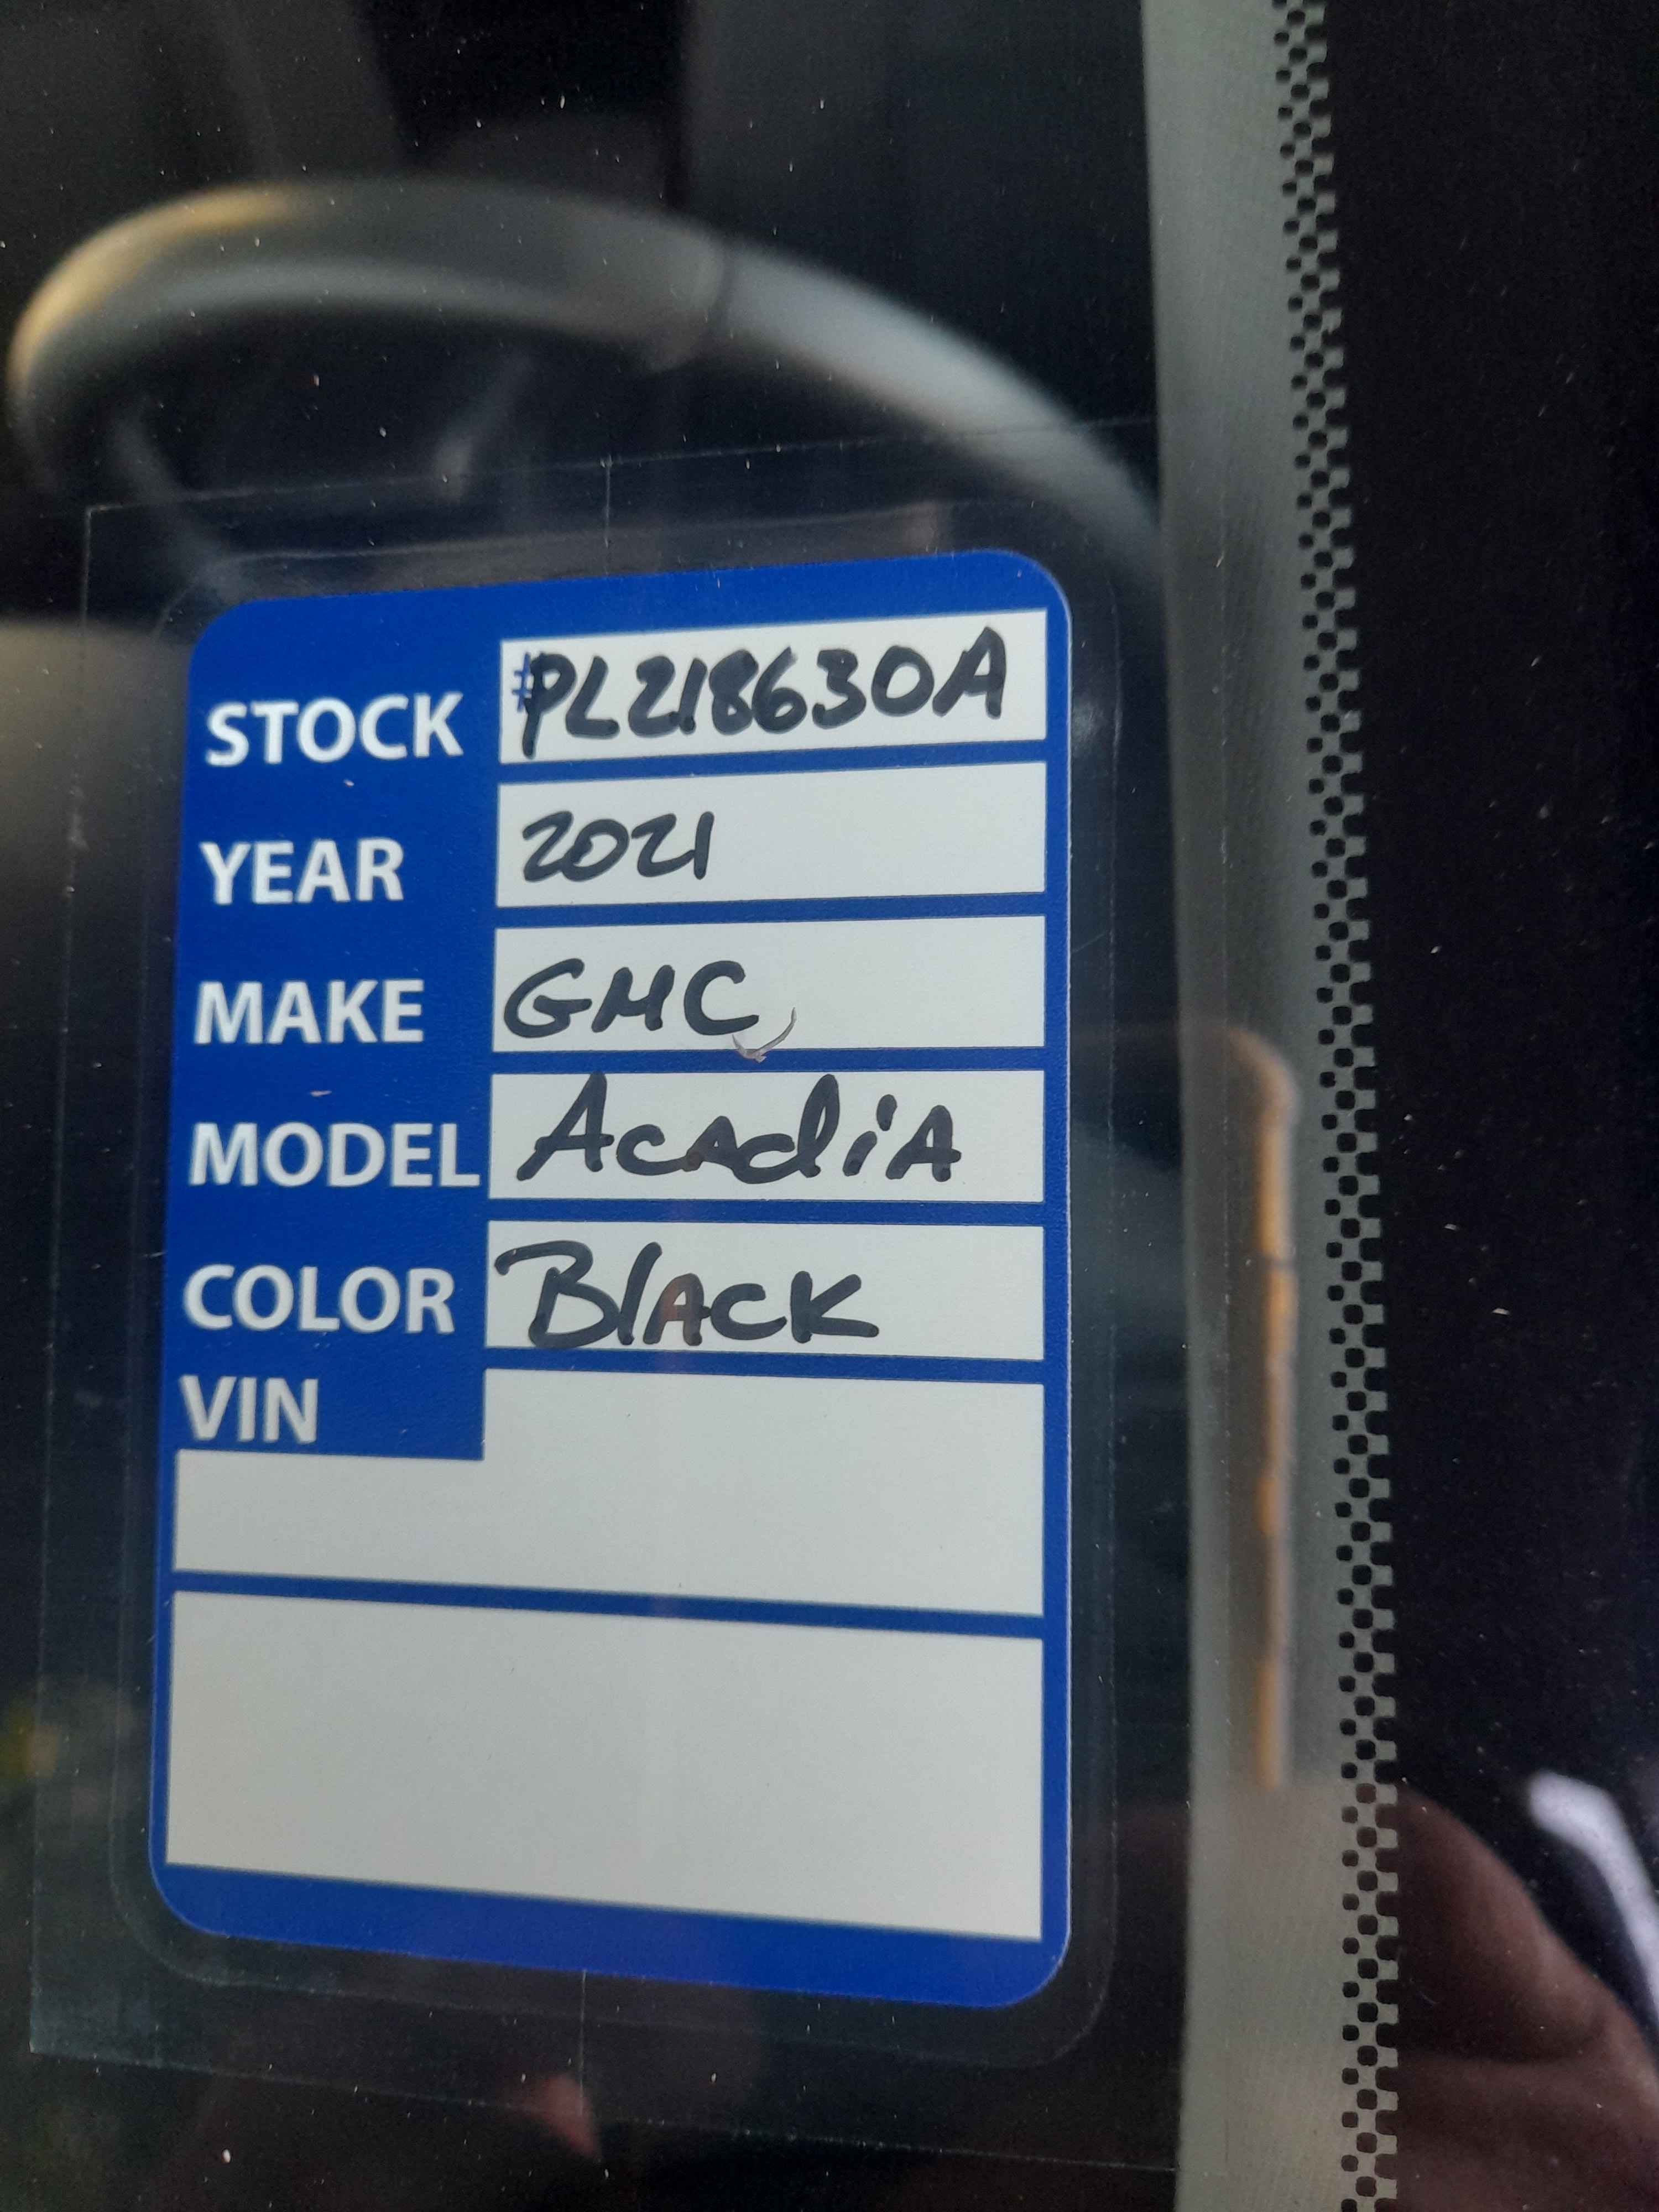 STOCK #PL218630A
YEAR 2021
MAKE GMC
MODEL AcAdiA
COLOR BlAcK
VIN